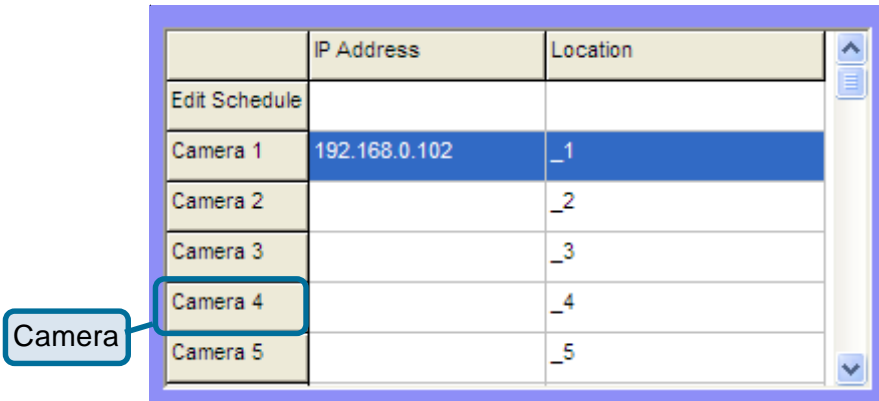 IP Address Location
Edit Schedule
Camera 1 192.168.0.102 _1
Camera 2 _2
Camera 3 _3
Camera 4 _4
Camera
Camera 5 _5